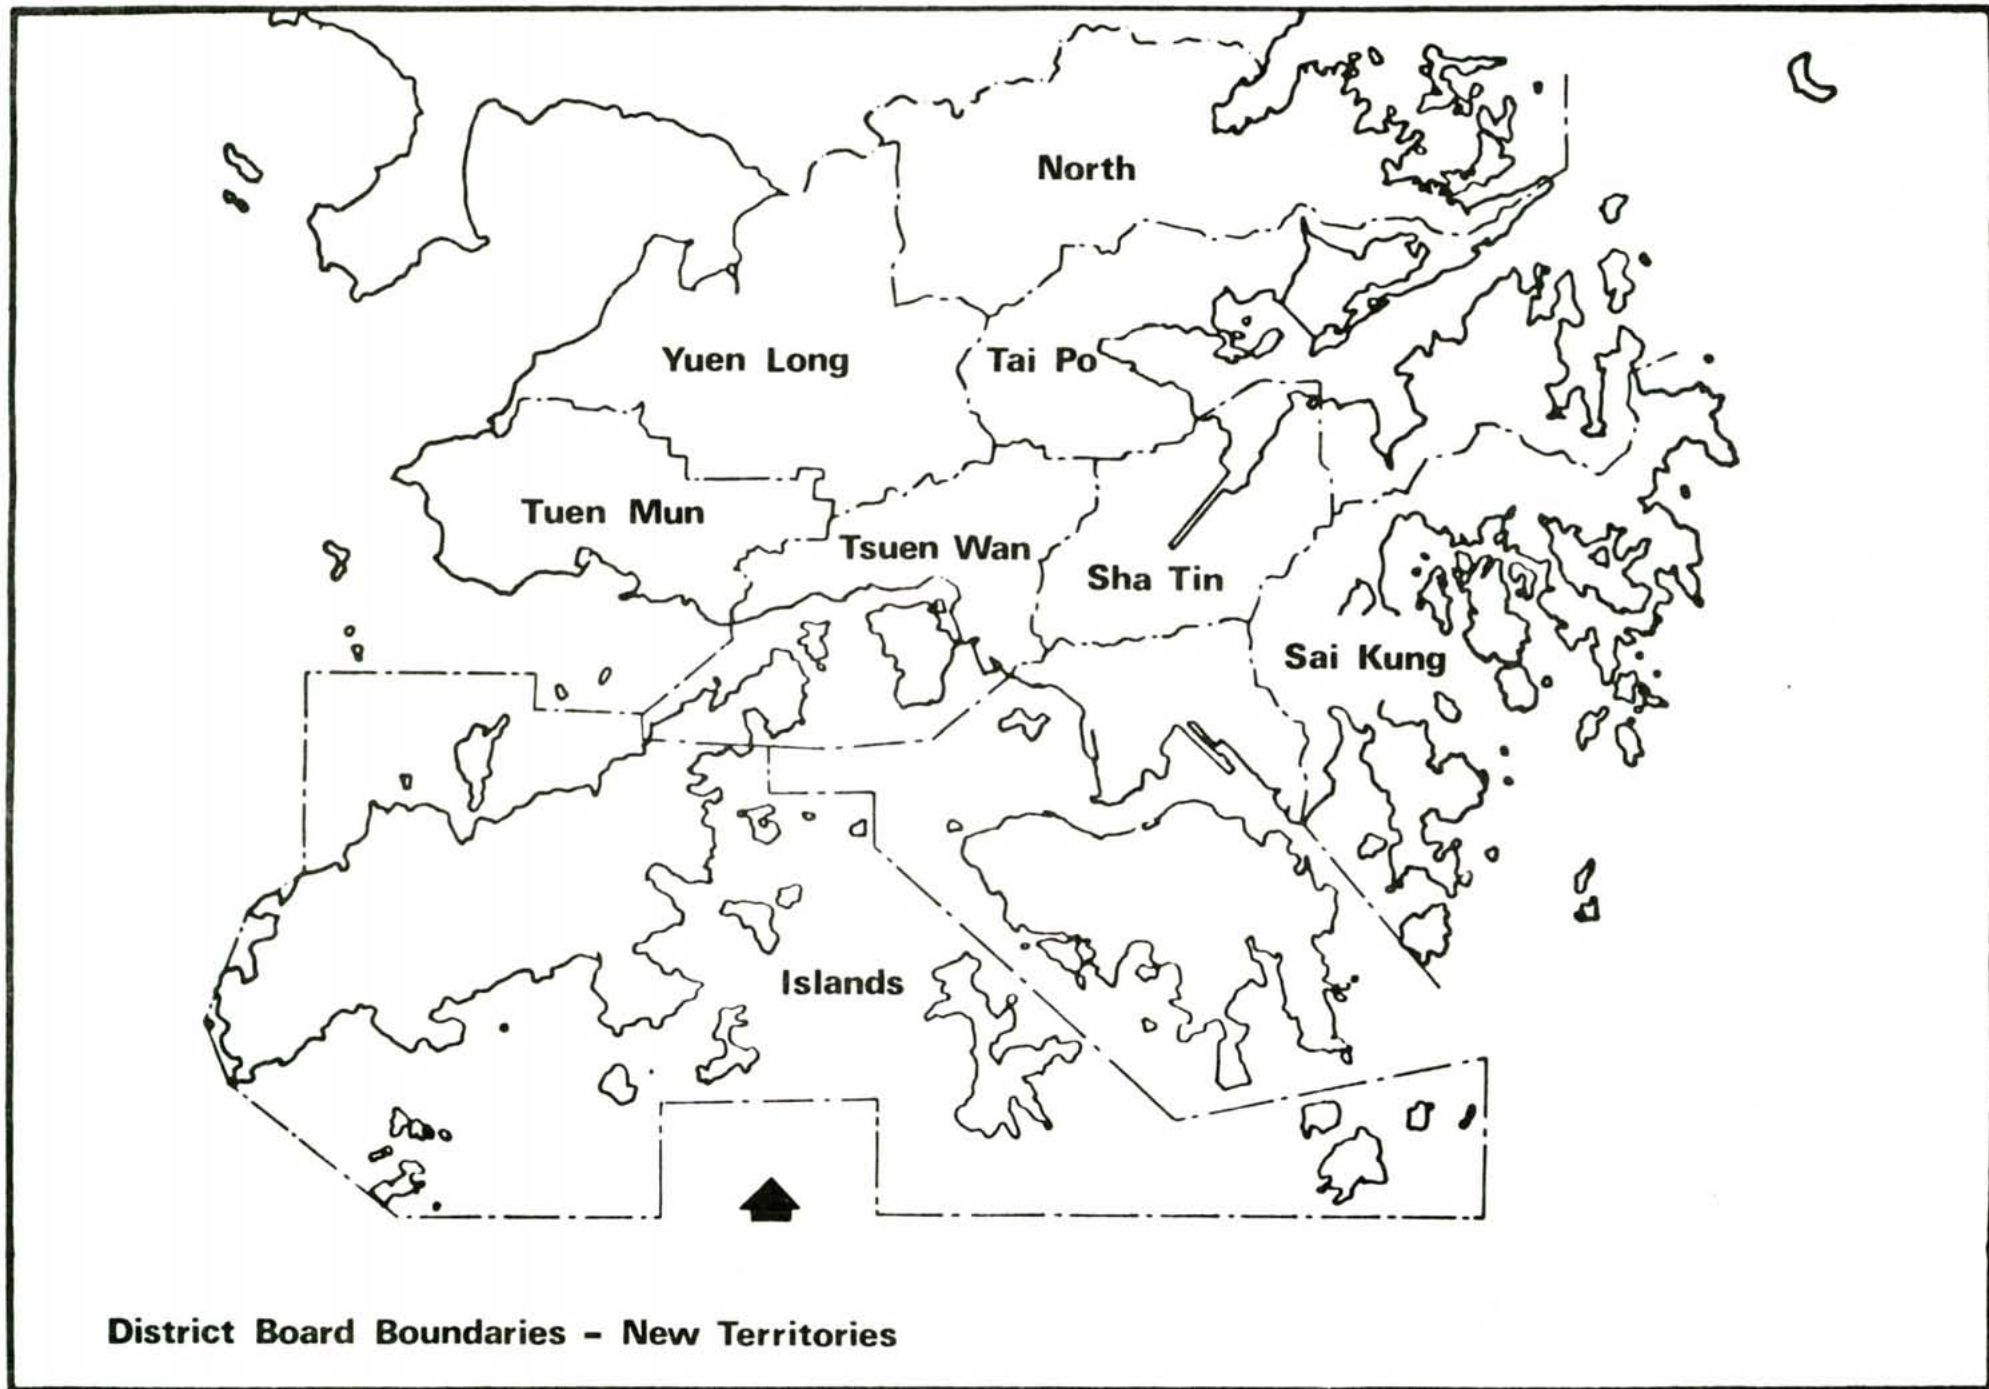 North
Yuen Long
Tai Po
Tuen Mun
Tsuen Wan
Sha Tin
Sai Kung
Islands
District Board Boundaries - New Territories